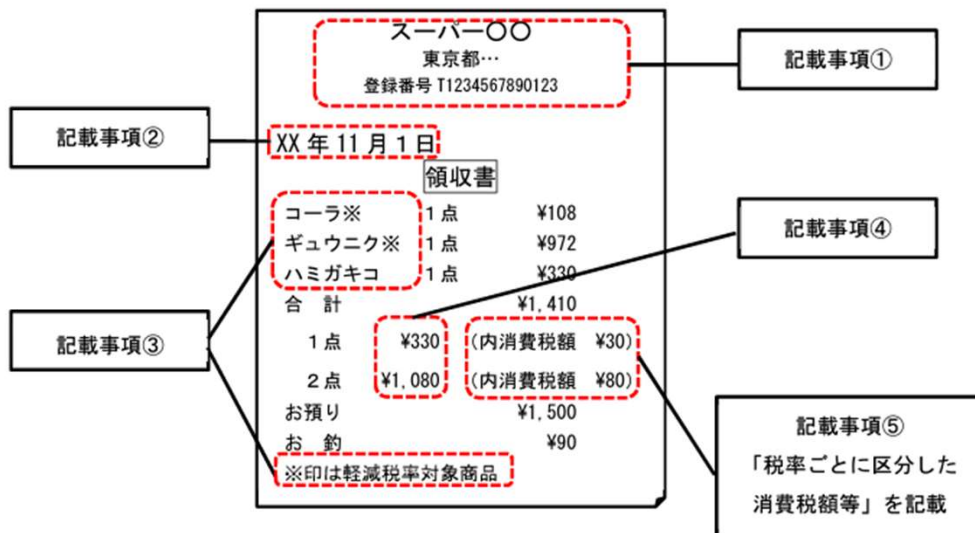 スーパー〇〇
東京都…
登録番号 T1234567890123
記載事項①
記載事項②
XX 年 11 月 1 日
領収書
コーラ※ 1点 ¥108
ギュウニク※ 1点 ¥972
ハミガキコ 1点 ¥330
合 計 ¥1,410
1点 ¥330 (内消費税額 ¥30)
2点 ¥1,080 (内消費税額 ¥80)
お預り ¥1,500
お 釣 ¥90
※印は軽減税率対象商品
記載事項④
記載事項③
記載事項⑤
「税率ごとに区分した
消費税額等」を記載